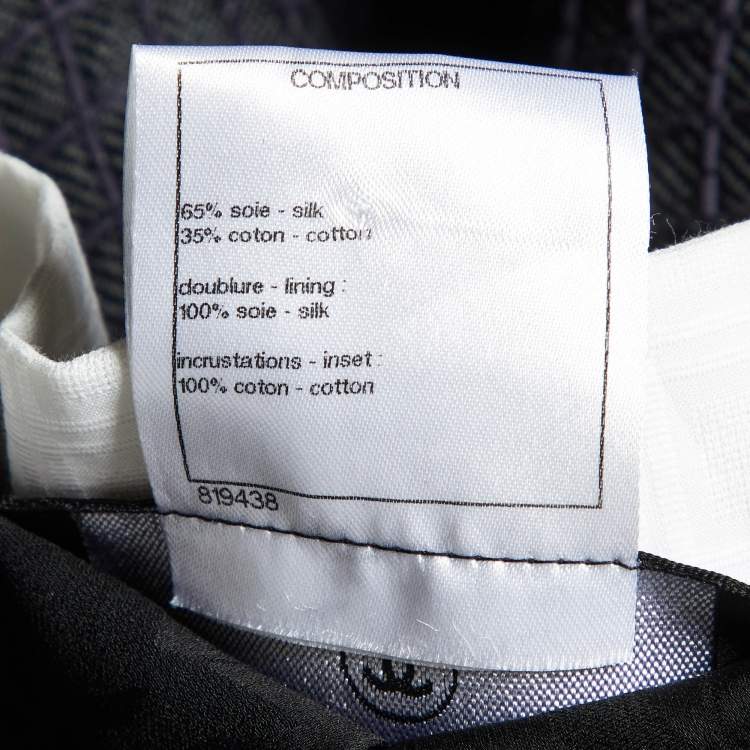 COMPOSITION
65% soie - silk
35% coton - cotton
doublure - lining :
100% soie - silk
incrustations - inset :
100% coton - cotton
819438